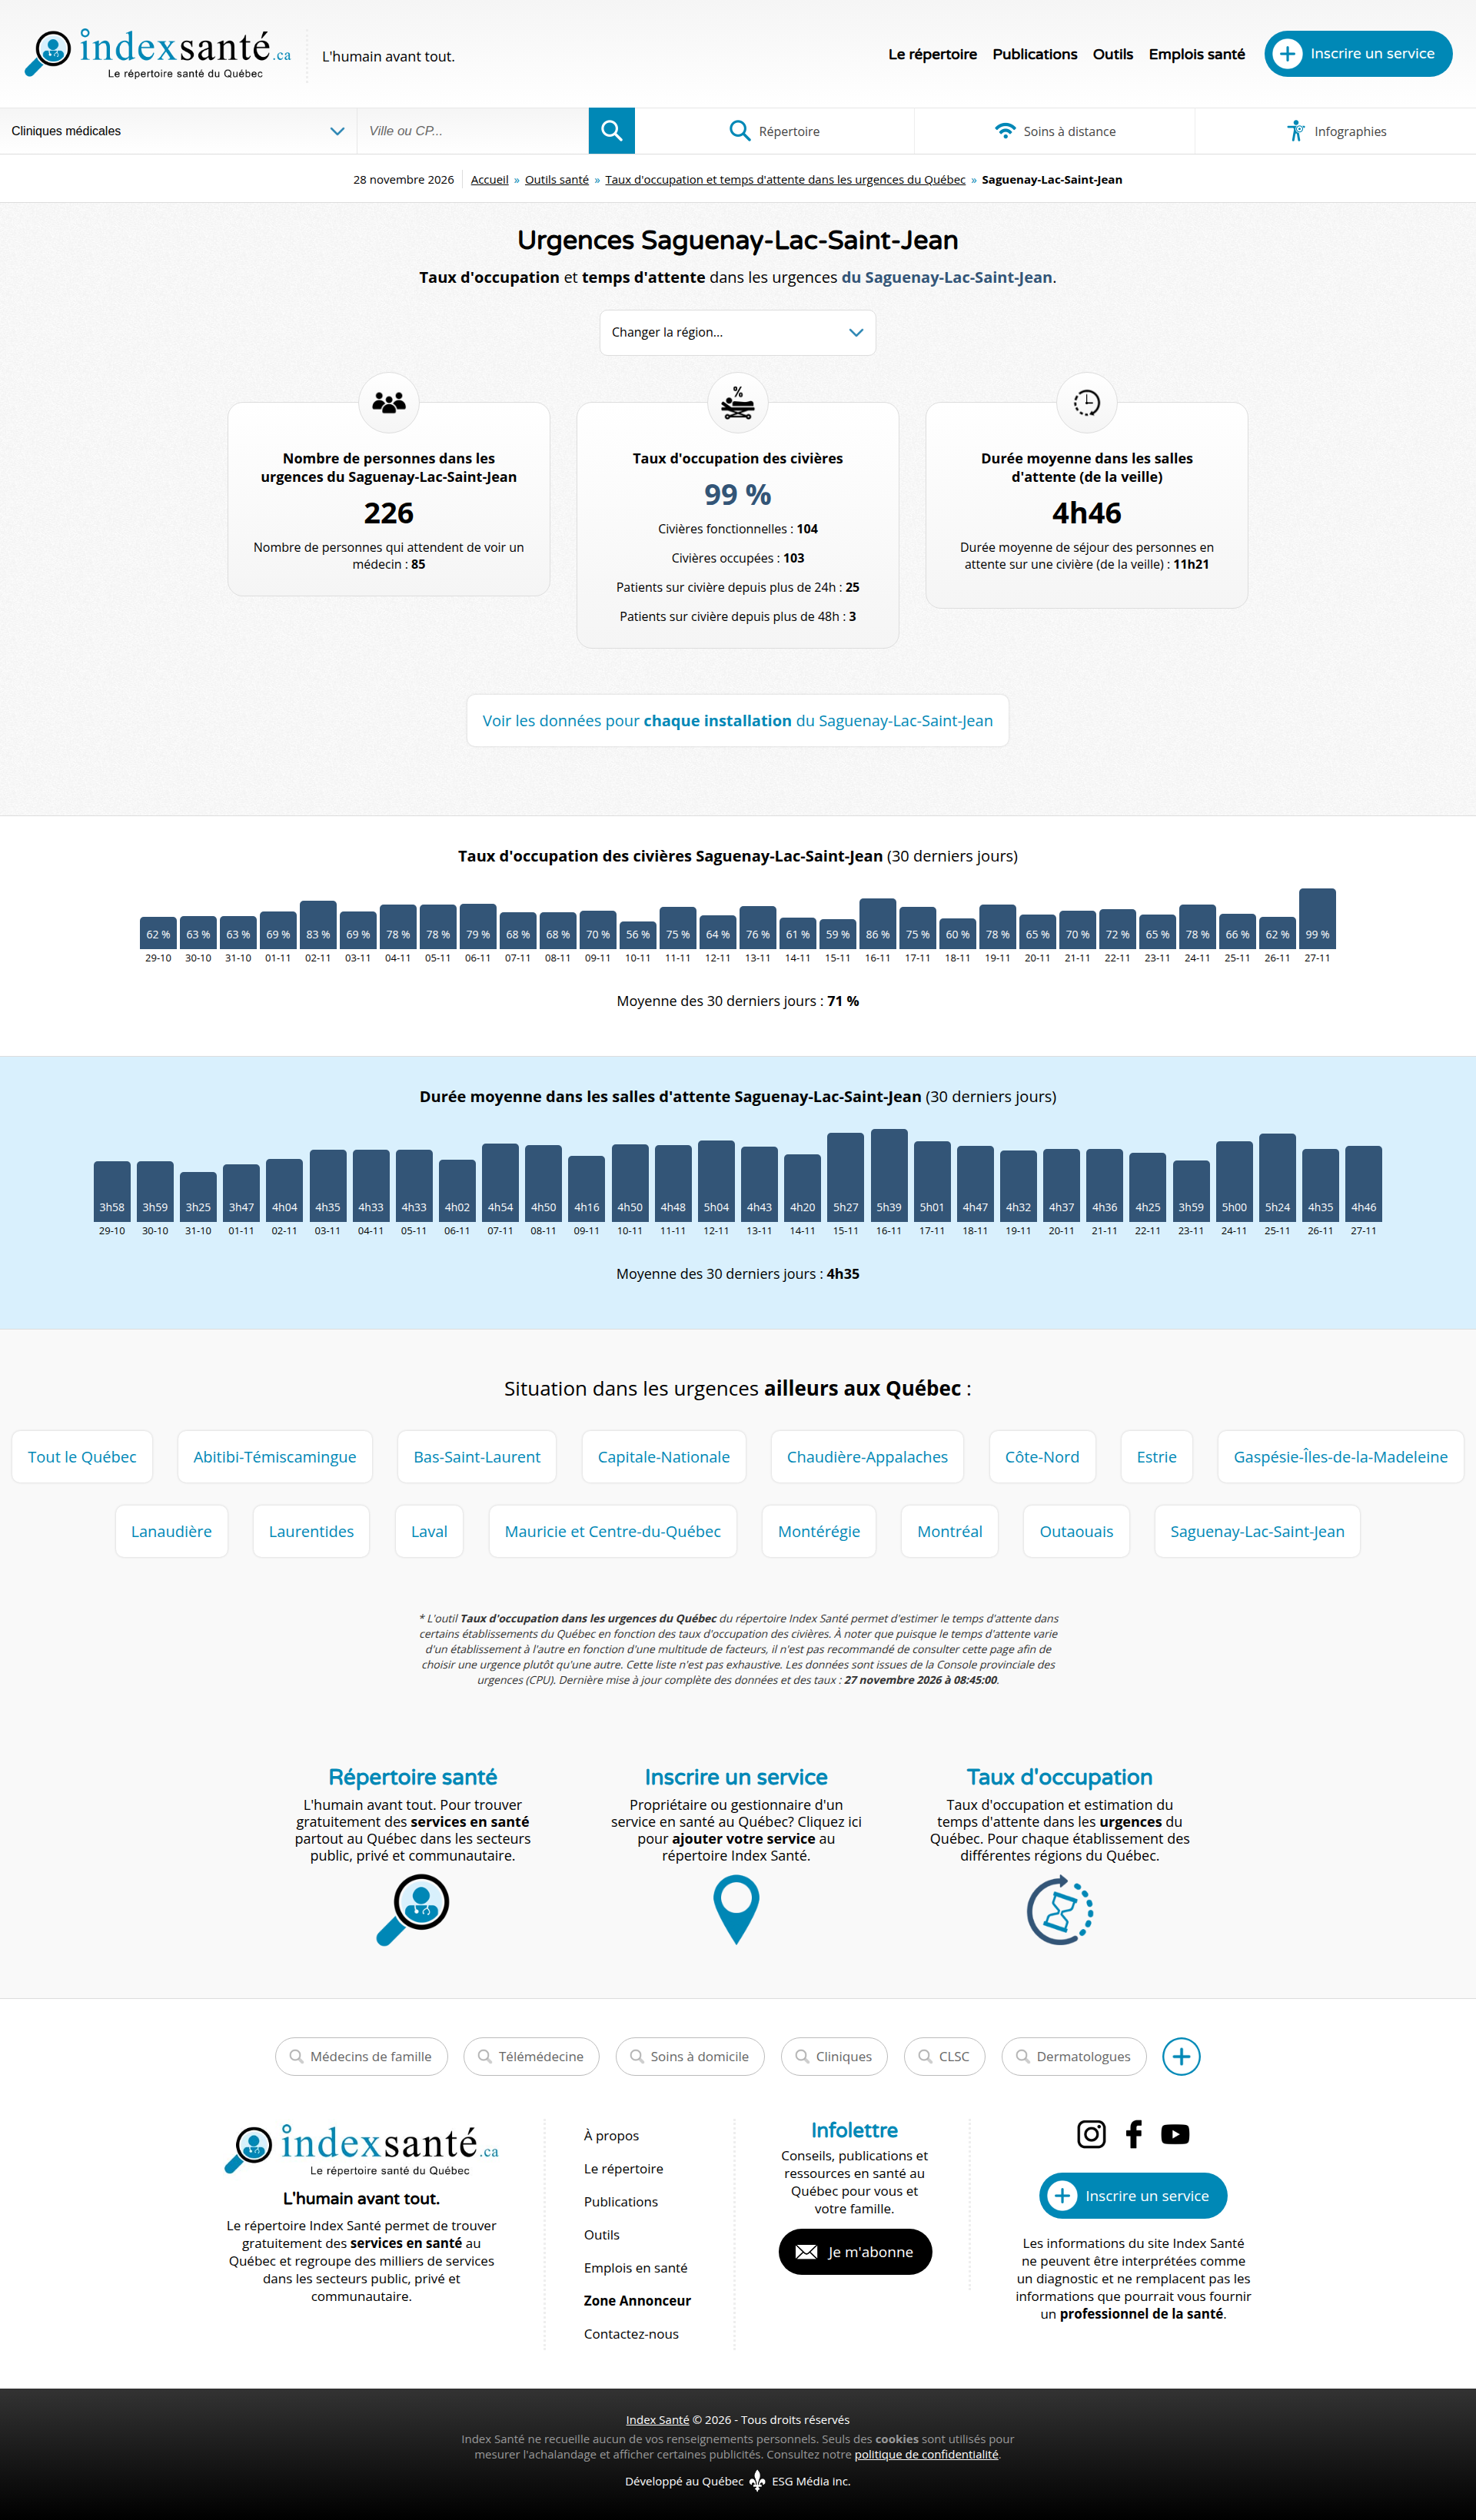 indexsanté.ca
Le répertoire santé du Québec
L'humain avant tout.
Le répertoire Publications Outils Emplois santé Inscrire un service
Cliniques médicales Ville ou CP... Répertoire Soins à distance Infographies
28 novembre 2026 Accueil » Outils santé » Taux d'occupation et temps d'attente dans les urgences du Québec » Saguenay-Lac-Saint-Jean
Urgences Saguenay-Lac-Saint-Jean
Taux d'occupation et temps d'attente dans les urgences du Saguenay-Lac-Saint-Jean.
Changer la région...
Nombre de personnes dans les
urgences du Saguenay-Lac-Saint-Jean
226
Nombre de personnes qui attendent de voir un
médecin : 85
%
Taux d'occupation des civières
99 %
Civières fonctionnelles : 104
Civières occupées : 103
Patients sur civière depuis plus de 24h : 25
Patients sur civière depuis plus de 48h : 3
Durée moyenne dans les salles
d'attente (de la veille)
4h46
Durée moyenne de séjour des personnes en
attente sur une civière (de la veille) : 11h21
Voir les données pour chaque installation du Saguenay-Lac-Saint-Jean
Taux d'occupation des civières Saguenay-Lac-Saint-Jean (30 derniers jours)
62 % 63 % 63 % 69 % 83 % 69 % 78 % 78 % 79 % 68 % 68 % 70 % 56 % 75 % 64 % 76 % 61 % 59 % 86 % 75 % 60 % 78 % 65 % 70 % 72 % 65 % 78 % 66 % 62 % 99 %
29-10 30-10 31-10 01-11 02-11 03-11 04-11 05-11 06-11 07-11 08-11 09-11 10-11 11-11 12-11 13-11 14-11 15-11 16-11 17-11 18-11 19-11 20-11 21-11 22-11 23-11 24-11 25-11 26-11 27-11
Moyenne des 30 derniers jours : 71 %
Durée moyenne dans les salles d'attente Saguenay-Lac-Saint-Jean (30 derniers jours)
3h58 3h59 3h25 3h47 4h04 4h35 4h33 4h33 4h02 4h54 4h50 4h16 4h50 4h48 5h04 4h43 4h20 5h27 5h39 5h01 4h47 4h32 4h37 4h36 4h25 3h59 5h00 5h24 4h35 4h46
29-10 30-10 31-10 01-11 02-11 03-11 04-11 05-11 06-11 07-11 08-11 09-11 10-11 11-11 12-11 13-11 14-11 15-11 16-11 17-11 18-11 19-11 20-11 21-11 22-11 23-11 24-11 25-11 26-11 27-11
Moyenne des 30 derniers jours : 4h35
Situation dans les urgences ailleurs aux Québec :
Tout le Québec Abitibi-Témiscamingue Bas-Saint-Laurent Capitale-Nationale Chaudière-Appalaches Côte-Nord Estrie Gaspésie-Îles-de-la-Madeleine
Lanaudière Laurentides Laval Mauricie et Centre-du-Québec Montérégie Montréal Outaouais Saguenay-Lac-Saint-Jean
* L'outil Taux d'occupation dans les urgences du Québec du répertoire Index Santé permet d'estimer le temps d'attente dans
certains établissements du Québec en fonction des taux d'occupation des civières. À noter que puisque le temps d'attente varie
d'un établissement à l'autre en fonction d'une multitude de facteurs, il n'est pas recommandé de consulter cette page afin de
choisir une urgence plutôt qu'une autre. Cette liste n'est pas exhaustive. Les données sont issues de la Console provinciale des
urgences (CPU). Dernière mise à jour complète des données et des taux : 27 novembre 2026 à 08:45:00.
Répertoire santé
L'humain avant tout. Pour trouver
gratuitement des services en santé
partout au Québec dans les secteurs
public, privé et communautaire.
Inscrire un service
Propriétaire ou gestionnaire d'un
service en santé au Québec? Cliquez ici
pour ajouter votre service au
répertoire Index Santé.
Taux d'occupation
Taux d'occupation et estimation du
temps d'attente dans les urgences du
Québec. Pour chaque établissement des
différentes régions du Québec.
Médecins de famille Télémédecine Soins à domicile Cliniques CLSC Dermatologues
indexsanté.ca
Le répertoire santé du Québec
L'humain avant tout.
Le répertoire Index Santé permet de trouver
gratuitement des services en santé au
Québec et regroupe des milliers de services
dans les secteurs public, privé et
communautaire.
À propos
Le répertoire
Publications
Outils
Emplois en santé
Zone Annonceur
Contactez-nous
Infolettre
Conseils, publications et
ressources en santé au
Québec pour vous et
votre famille.
Je m'abonne
Inscrire un service
Les informations du site Index Santé
ne peuvent être interprétées comme
un diagnostic et ne remplacent pas les
informations que pourrait vous fournir
un professionnel de la santé.
Index Santé © 2026 - Tous droits réservés
Index Santé ne recueille aucun de vos renseignements personnels. Seuls des cookies sont utilisés pour
mesurer l'achalandage et afficher certaines publicités. Consultez notre politique de confidentialité.
Développé au Québec ESG Média inc.